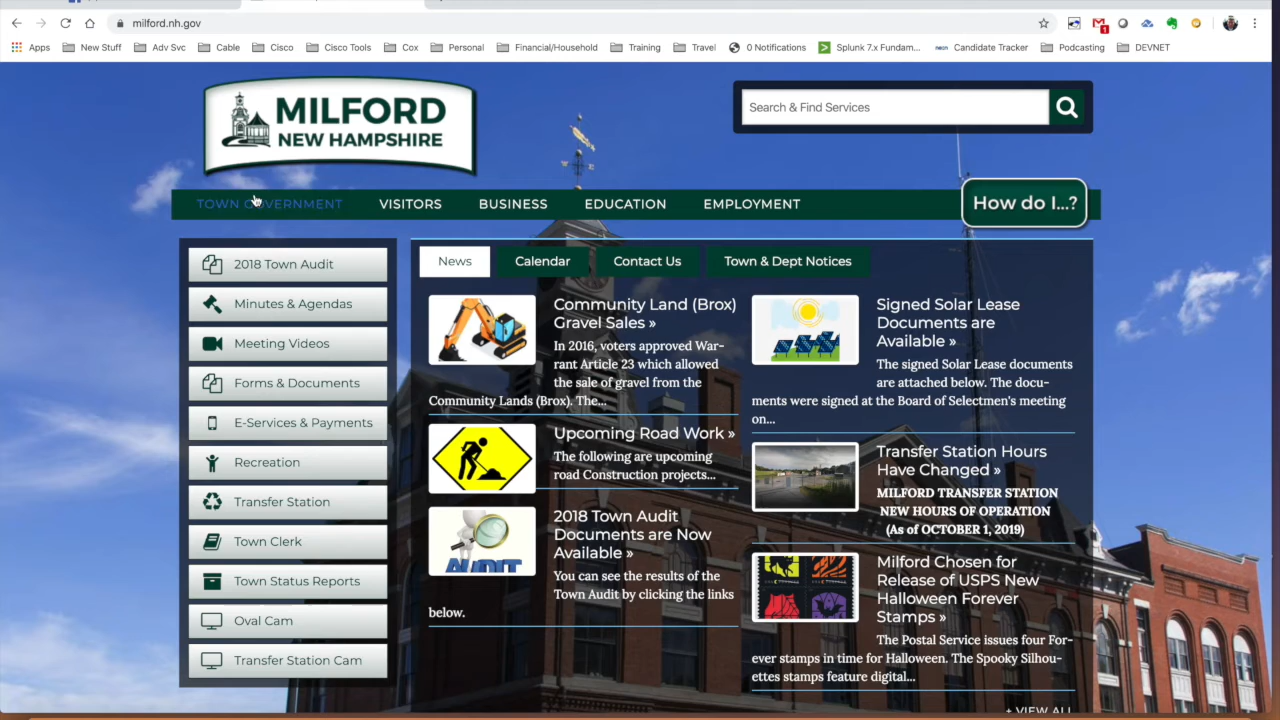 milford.nh.gov
1
Apps New Stuff Adv Svc Cable Cisco Cisco Tools Cox Personal Financial/Household Training Travel 0 Notifications Splunk 7.x Fundam... Candidate Tracker Podcasting DEVNET
MILFORD
NEW HAMPSHIRE
Search & Find Services
TOWN GOVERNMENT VISITORS BUSINESS EDUCATION EMPLOYMENT How do I...?
2018 Town Audit
Minutes & Agendas
Meeting Videos
Forms & Documents
E-Services & Payments
Recreation
Transfer Station
Town Clerk
Town Status Reports
Oval Cam
Transfer Station Cam
News Calendar Contact Us Town & Dept Notices
Community Land (Brox)
Gravel Sales »
In 2016, voters approved War-
rant Article 23 which allowed
the sale of gravel from the
Community Lands (Brox). The...
Upcoming Road Work »
The following are upcoming
road Construction projects...
AUDIT
2018 Town Audit
Documents are Now
Available »
You can see the results of the
Town Audit by clicking the links
below.
Signed Solar Lease
Documents are
Available »
The signed Solar Lease documents
are attached below. The docu-
ments were signed at the Board of Selectmen's meeting
on...
Transfer Station Hours
Have Changed »
MILFORD TRANSFER STATION
NEW HOURS OF OPERATION
(As of OCTOBER 1, 2019)
Milford Chosen for
Release of USPS New
Halloween Forever
Stamps »
The Postal Service issues four For-
ever stamps in time for Halloween. The Spooky Silhou-
ettes stamps feature digital...
+ VIEW ALL